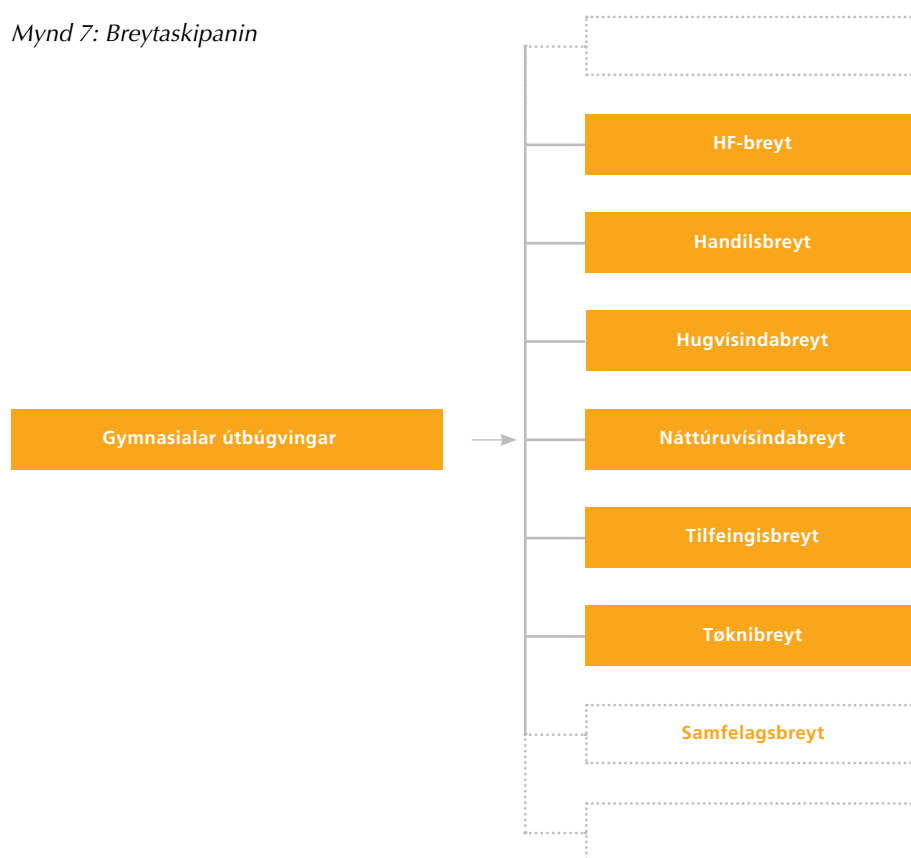 Mynd 7: Breytaskipanin
HF-breyt
Handilsbreyt
Hugvísindabreyt
Gymnasialar útbúgvingar
Náttúruvísindabreyt
Tilfeingisbreyt
Tøknibreyt
Samfelagsbreyt